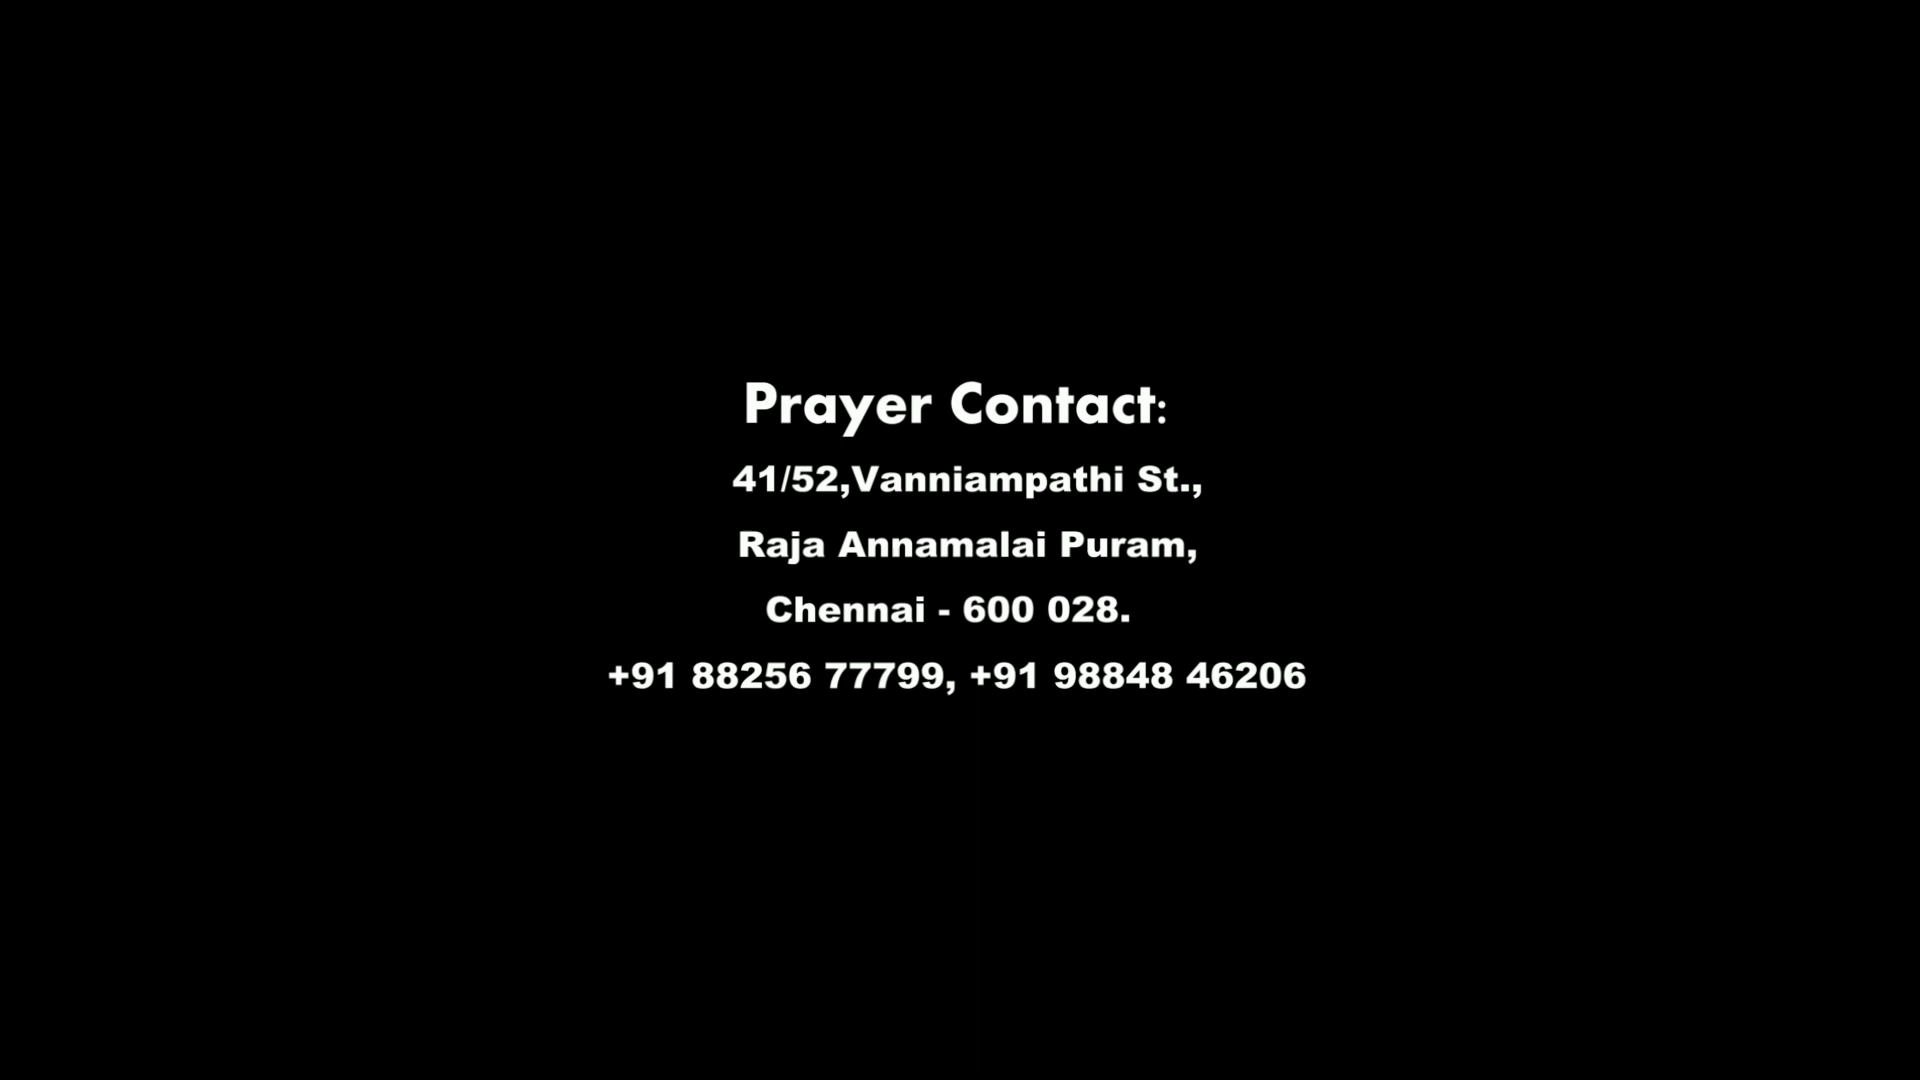 Prayer Contact:
41/52,Vanniampathi St.,
Raja Annamalai Puram,
Chennai - 600 028.
+91 88256 77799, +91 98848 46206